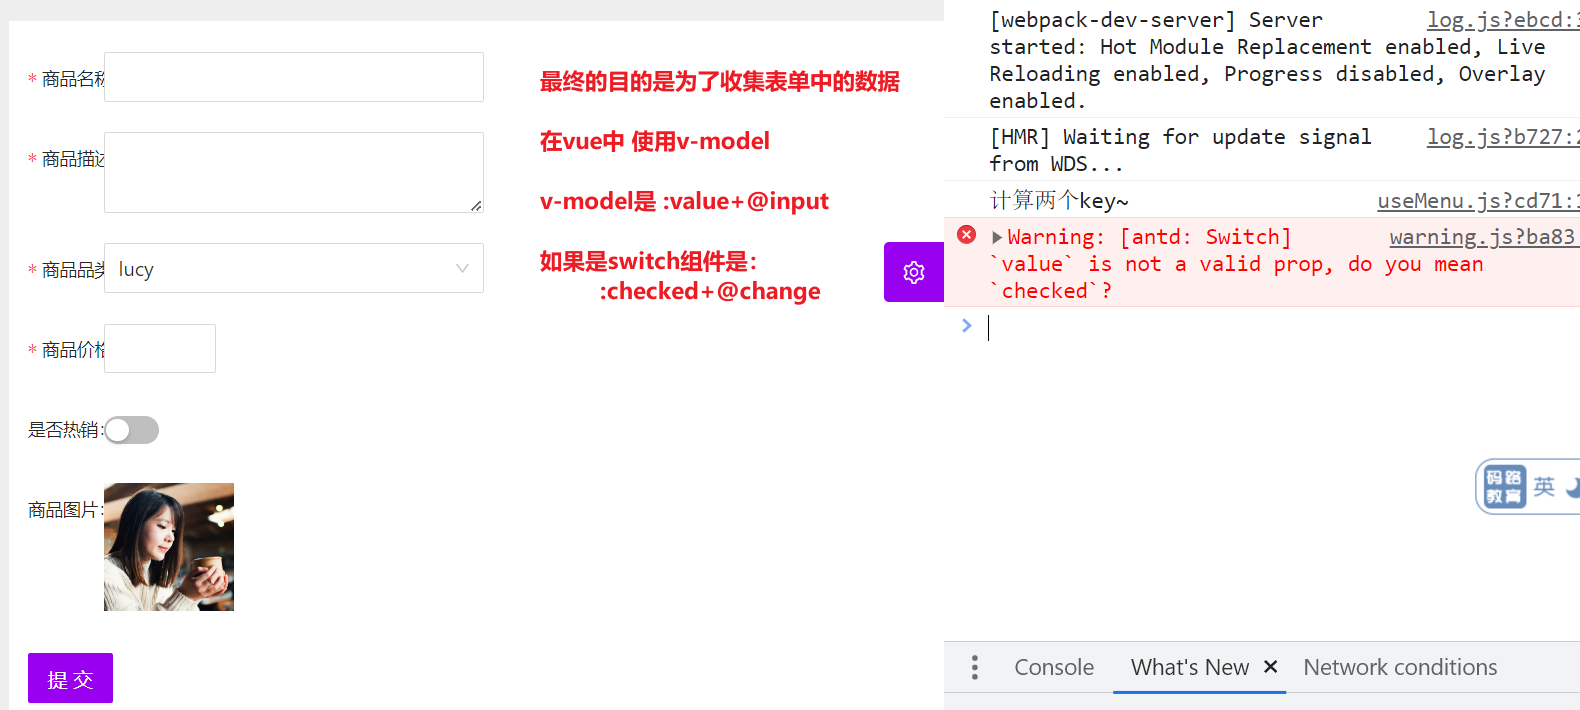 * 商品名称
* 商品描述
* 商品品类
lucy
* 商品价格
是否热销:
商品图片:
提 交
最终的目的是为了收集表单中的数据
在vue中 使用v-model
v-model是 :value+@input
如果是switch组件是：
:checked+@change
[webpack-dev-server] Server log.js?ebcd:3
started: Hot Module Replacement enabled, Live
Reloading enabled, Progress disabled, Overlay
enabled.
[HMR] Waiting for update signal log.js?b727:2
from WDS...
计算两个key~ useMenu.js?cd71:1
Warning: [antd: Switch] warning.js?ba83
`value` is not a valid prop, do you mean
`checked`?
码路
教育
英
Console What's New Network conditions